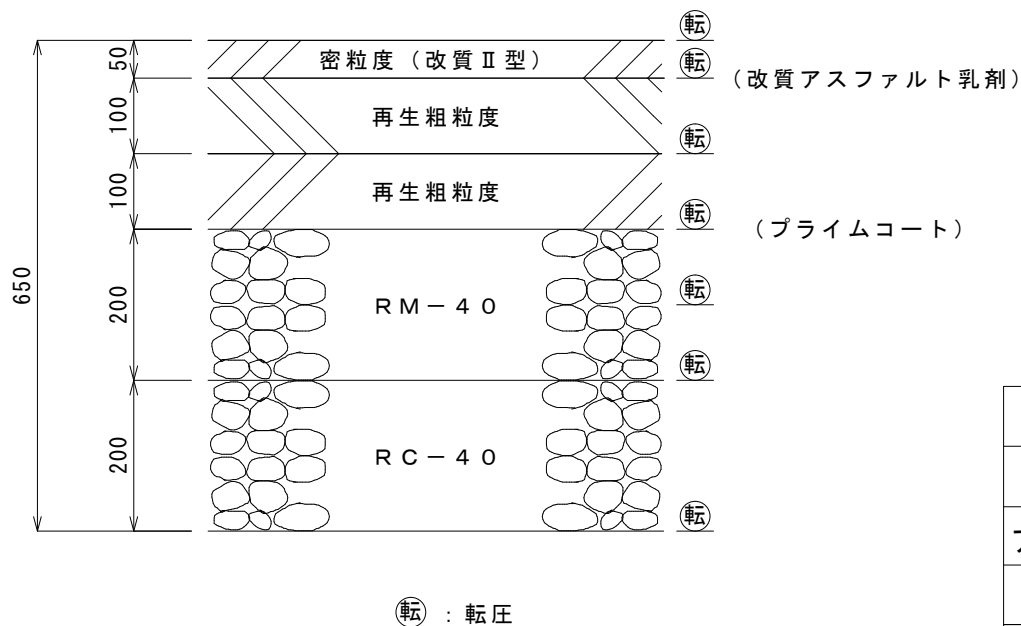 転
50
密粒度（改質Ⅱ型）
転
（改質アスファルト乳剤）
100
再生粗粒度
転
100
再生粗粒度
転
（プライムコート）
650
200
ＲＭ－４０
転
転
200
ＲＣ－４０
転
転 ：転圧